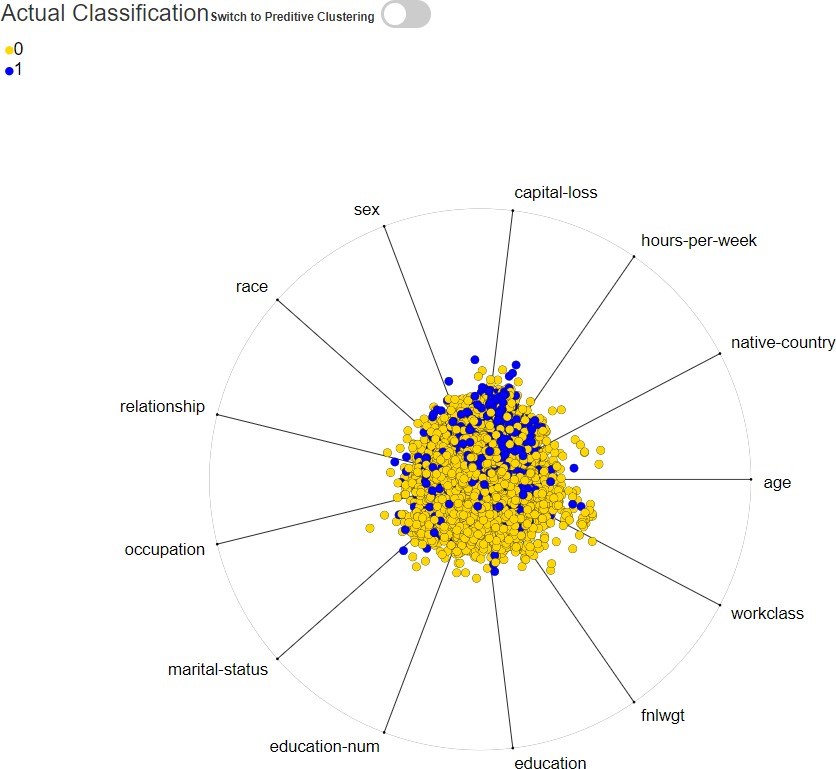 Actual Classification Switch to Preditive Clustering
0
1
capital-loss
sex
hours-per-week
race
native-country
relationship
age
occupation
workclass
marital-status
fnlwgt
education-num
education